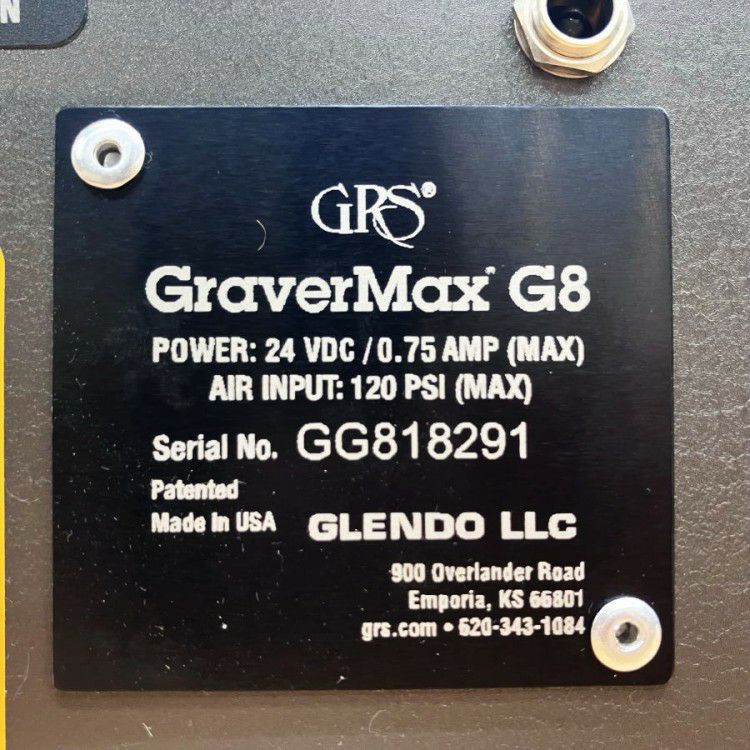 N
GRS®
GraverMax™ G8
POWER: 24 VDC / 0.75 AMP (MAX)
AIR INPUT: 120 PSI (MAX)
Serial No. GG818291
Patented
Made In USA GLENDO LLC
900 Overlander Road
Emporia, KS 66801
grs.com • 620-343-1084